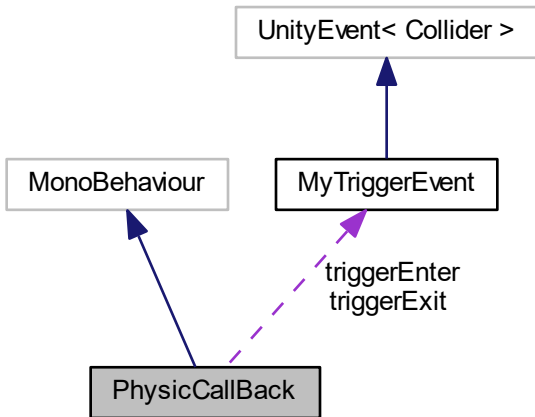 UnityEvent< Collider >
MonoBehaviour
MyTriggerEvent
triggerEnter
triggerExit
PhysicCallBack